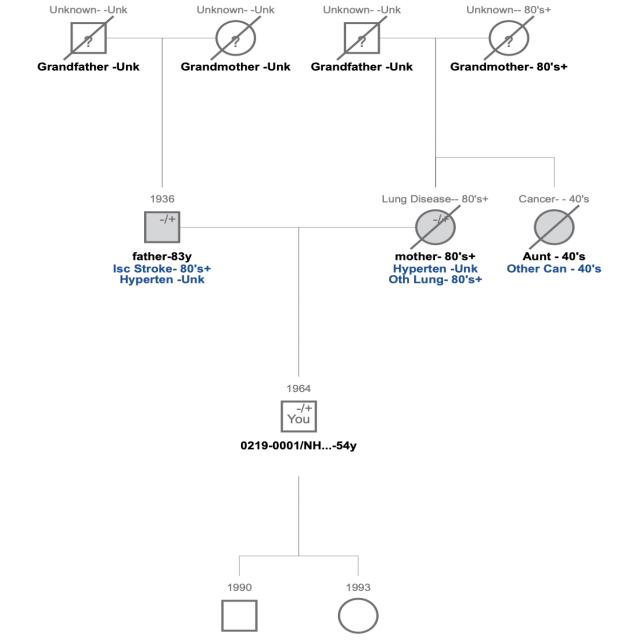 Unknown- -Unk
Unknown- -Unk
Unknown- -Unk
Unknown-- 80's+
?
?
?
?
Grandfather -Unk
Grandmother -Unk
Grandfather -Unk
Grandmother- 80's+
1936
Lung Disease-- 80's+
Cancer- - 40's
-/+
-/+
father-83y
mother- 80's+
Aunt - 40's
Isc Stroke- 80's+
Hyperten -Unk
Other Can - 40's
Hyperten -Unk
Oth Lung- 80's+
1964
-/+
You
0219-0001/NH...-54y
1990
1993